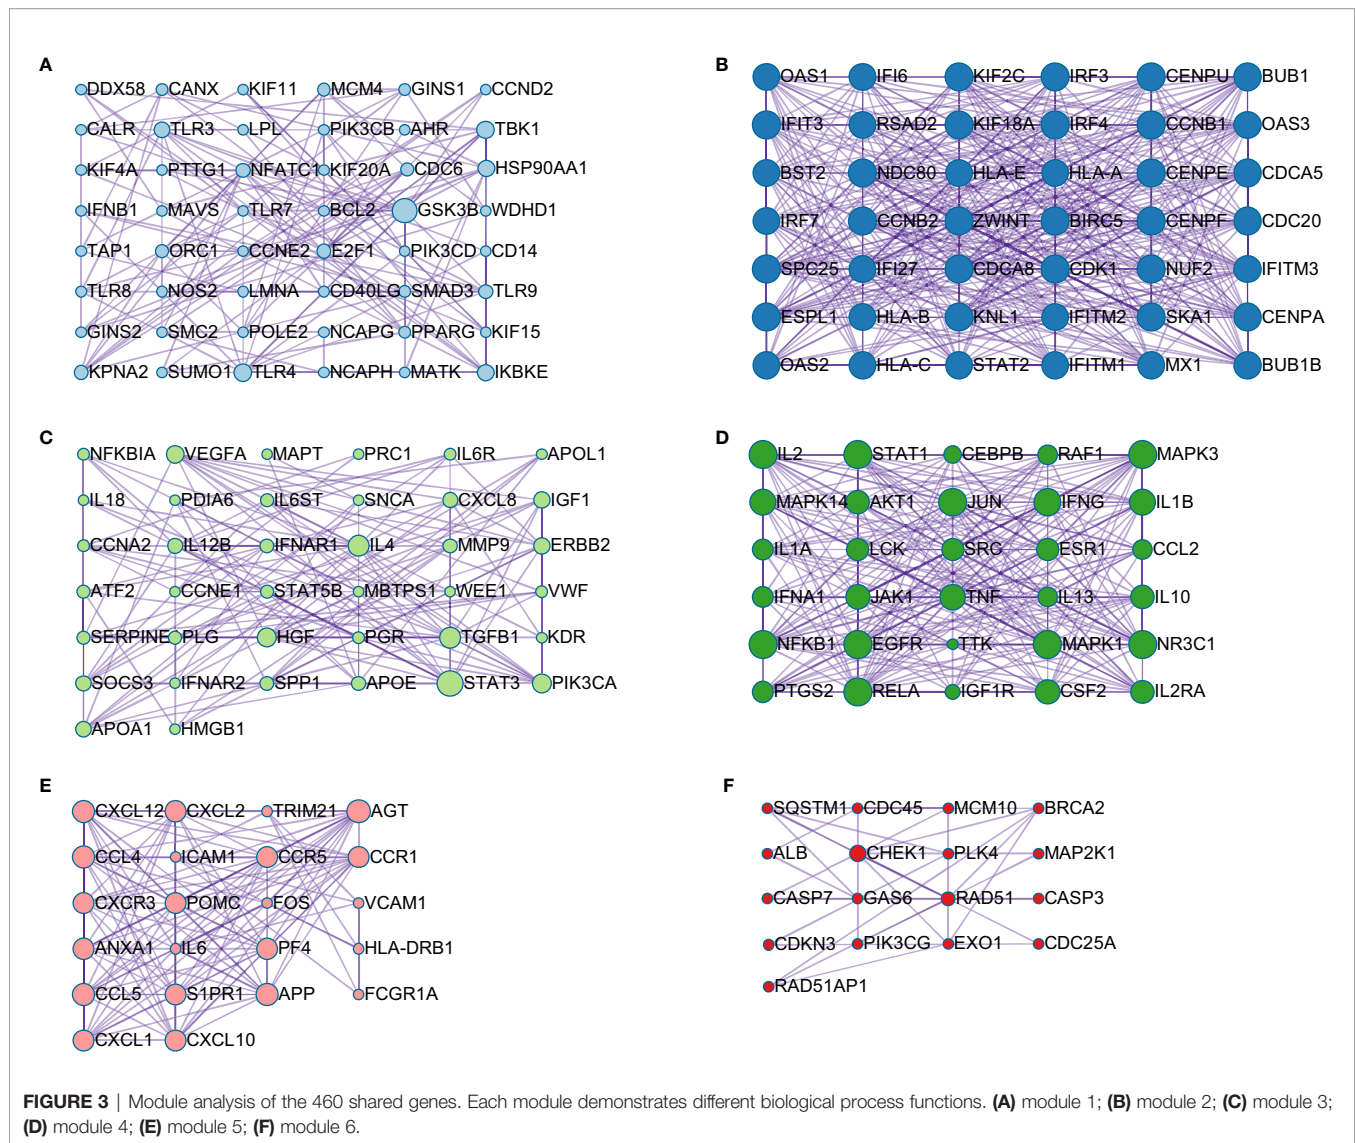 A
DDX58 CANX KIF11 MCM4 GINS1 CCND2
CALR TLR3 LPL PIK3CB AHR TBK1
KIF4A PTTG1 NFATC1 KIF20A CDC6 HSP90AA1
IFNB1 MAVS TLR7 BCL2 GSK3B WDHD1
TAP1 ORC1 CCNE2 E2F1 PIK3CD CD14
TLR8 NOS2 LMNA CD40LG SMAD3 TLR9
GINS2 SMC2 POLE2 NCAPG PPARG KIF15
KPNA2 SUMO1 TLR4 NCAPH MATK IKBKE
B
OAS1 IFI6 KIF2C IRF3 CENPU BUB1
IFIT3 RSAD2 KIF18A IRF4 CCNB1 OAS3
BST2 NDC80 HLA-E HLA-A CENPE CDCA5
IRF7 CCNB2 ZWINT BIRC5 CENPF CDC20
SPC25 IFI27 CDCA8 CDK1 NUF2 IFITM3
ESPL1 HLA-B KNL1 IFITM2 SKA1 CENPA
OAS2 HLA-C STAT2 IFITM1 MX1 BUB1B
C
NFKBIA VEGFA MAPT PRC1 IL6R APOL1
IL18 PDIA6 IL6ST SNCA CXCL8 IGF1
CCNA2 IL12B IFNAR1 IL4 MMP9 ERBB2
ATF2 CCNE1 STAT5B MBTPS1 WEE1 VWF
SERPINE PLG HGF PGR TGFB1 KDR
SOCS3 IFNAR2 SPP1 APOE STAT3 PIK3CA
APOA1 HMGB1
D
IL2 STAT1 CEBPB RAF1 MAPK3
MAPK14 AKT1 JUN IFNG IL1B
IL1A LCK SRC ESR1 CCL2
IFNA1 JAK1 TNF IL13 IL10
NFKB1 EGFR TTK MAPK1 NR3C1
PTGS2 RELA IGF1R CSF2 IL2RA
E
CXCL12 CXCL2 TRIM21 AGT
CCL4 ICAM1 CCR5 CCR1
CXCR3 POMC FOS VCAM1
ANXA1 IL6 PF4 HLA-DRB1
CCL5 S1PR1 APP FCGR1A
CXCL1 CXCL10
F
SQSTM1 CDC45 MCM10 BRCA2
ALB CHEK1 PLK4 MAP2K1
CASP7 GAS6 RAD51 CASP3
CDKN3 PIK3CG EXO1 CDC25A
RAD51AP1
FIGURE 3 | Module analysis of the 460 shared genes. Each module demonstrates different biological process functions. (A) module 1; (B) module 2; (C) module 3;
(D) module 4; (E) module 5; (F) module 6.